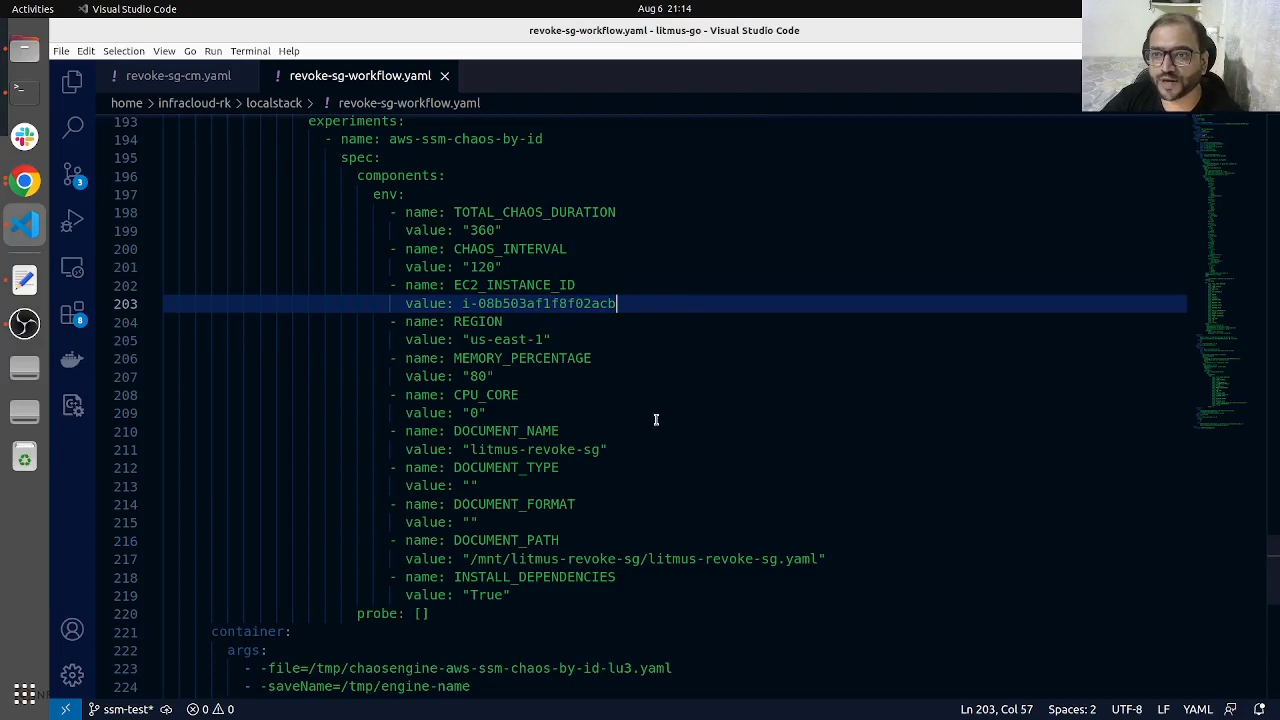 Activities
Visual Studio Code
Aug 6 21:14
revoke-sg-workflow.yaml - litmus-go - Visual Studio Code
File Edit Selection View Go Run Terminal Help
! revoke-sg-cm.yaml
! revoke-sg-workflow.yaml
home > infracloud-rk > localstack > ! revoke-sg-workflow.yaml
193 experiments:
194 - name: aws-ssm-chaos-by-id
195 spec:
196 components:
197 env:
198 - name: TOTAL_CHAOS_DURATION
199 value: "360"
200 - name: CHAOS_INTERVAL
201 value: "120"
202 - name: EC2_INSTANCE_ID
203 value: i-08b363af1f8f02acb
204 - name: REGION
205 value: "us-east-1"
206 - name: MEMORY_PERCENTAGE
207 value: "80"
208 - name: CPU_CORE
209 value: "0"
210 - name: DOCUMENT_NAME
211 value: "litmus-revoke-sg"
212 - name: DOCUMENT_TYPE
213 value: ""
214 - name: DOCUMENT_FORMAT
215 value: ""
216 - name: DOCUMENT_PATH
217 value: "/mnt/litmus-revoke-sg/litmus-revoke-sg.yaml"
218 - name: INSTALL_DEPENDENCIES
219 value: "True"
220 probe: []
221 container:
222 args:
223 - -file=/tmp/chaosengine-aws-ssm-chaos-by-id-lu3.yaml
224 - -saveName=/tmp/engine-name
8
ssm-test* 0 0
Ln 203, Col 57 Spaces: 2 UTF-8 LF YAML